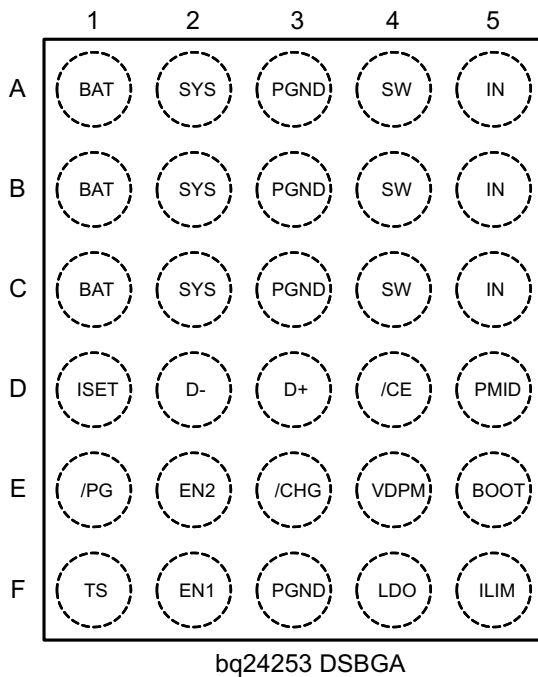 1 2 3 4 5
A BAT SYS PGND SW IN
B BAT SYS PGND SW IN
C BAT SYS PGND SW IN
D ISET D- D+ /CE PMID
E /PG EN2 /CHG VDPM BOOT
F TS EN1 PGND LDO ILIM
bq24253 DSBGA